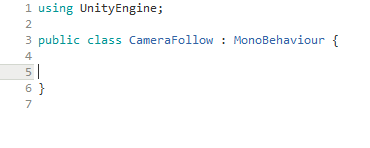 1 using UnityEngine;
2
3 public class CameraFollow : MonoBehaviour {
4
5
6 }
7